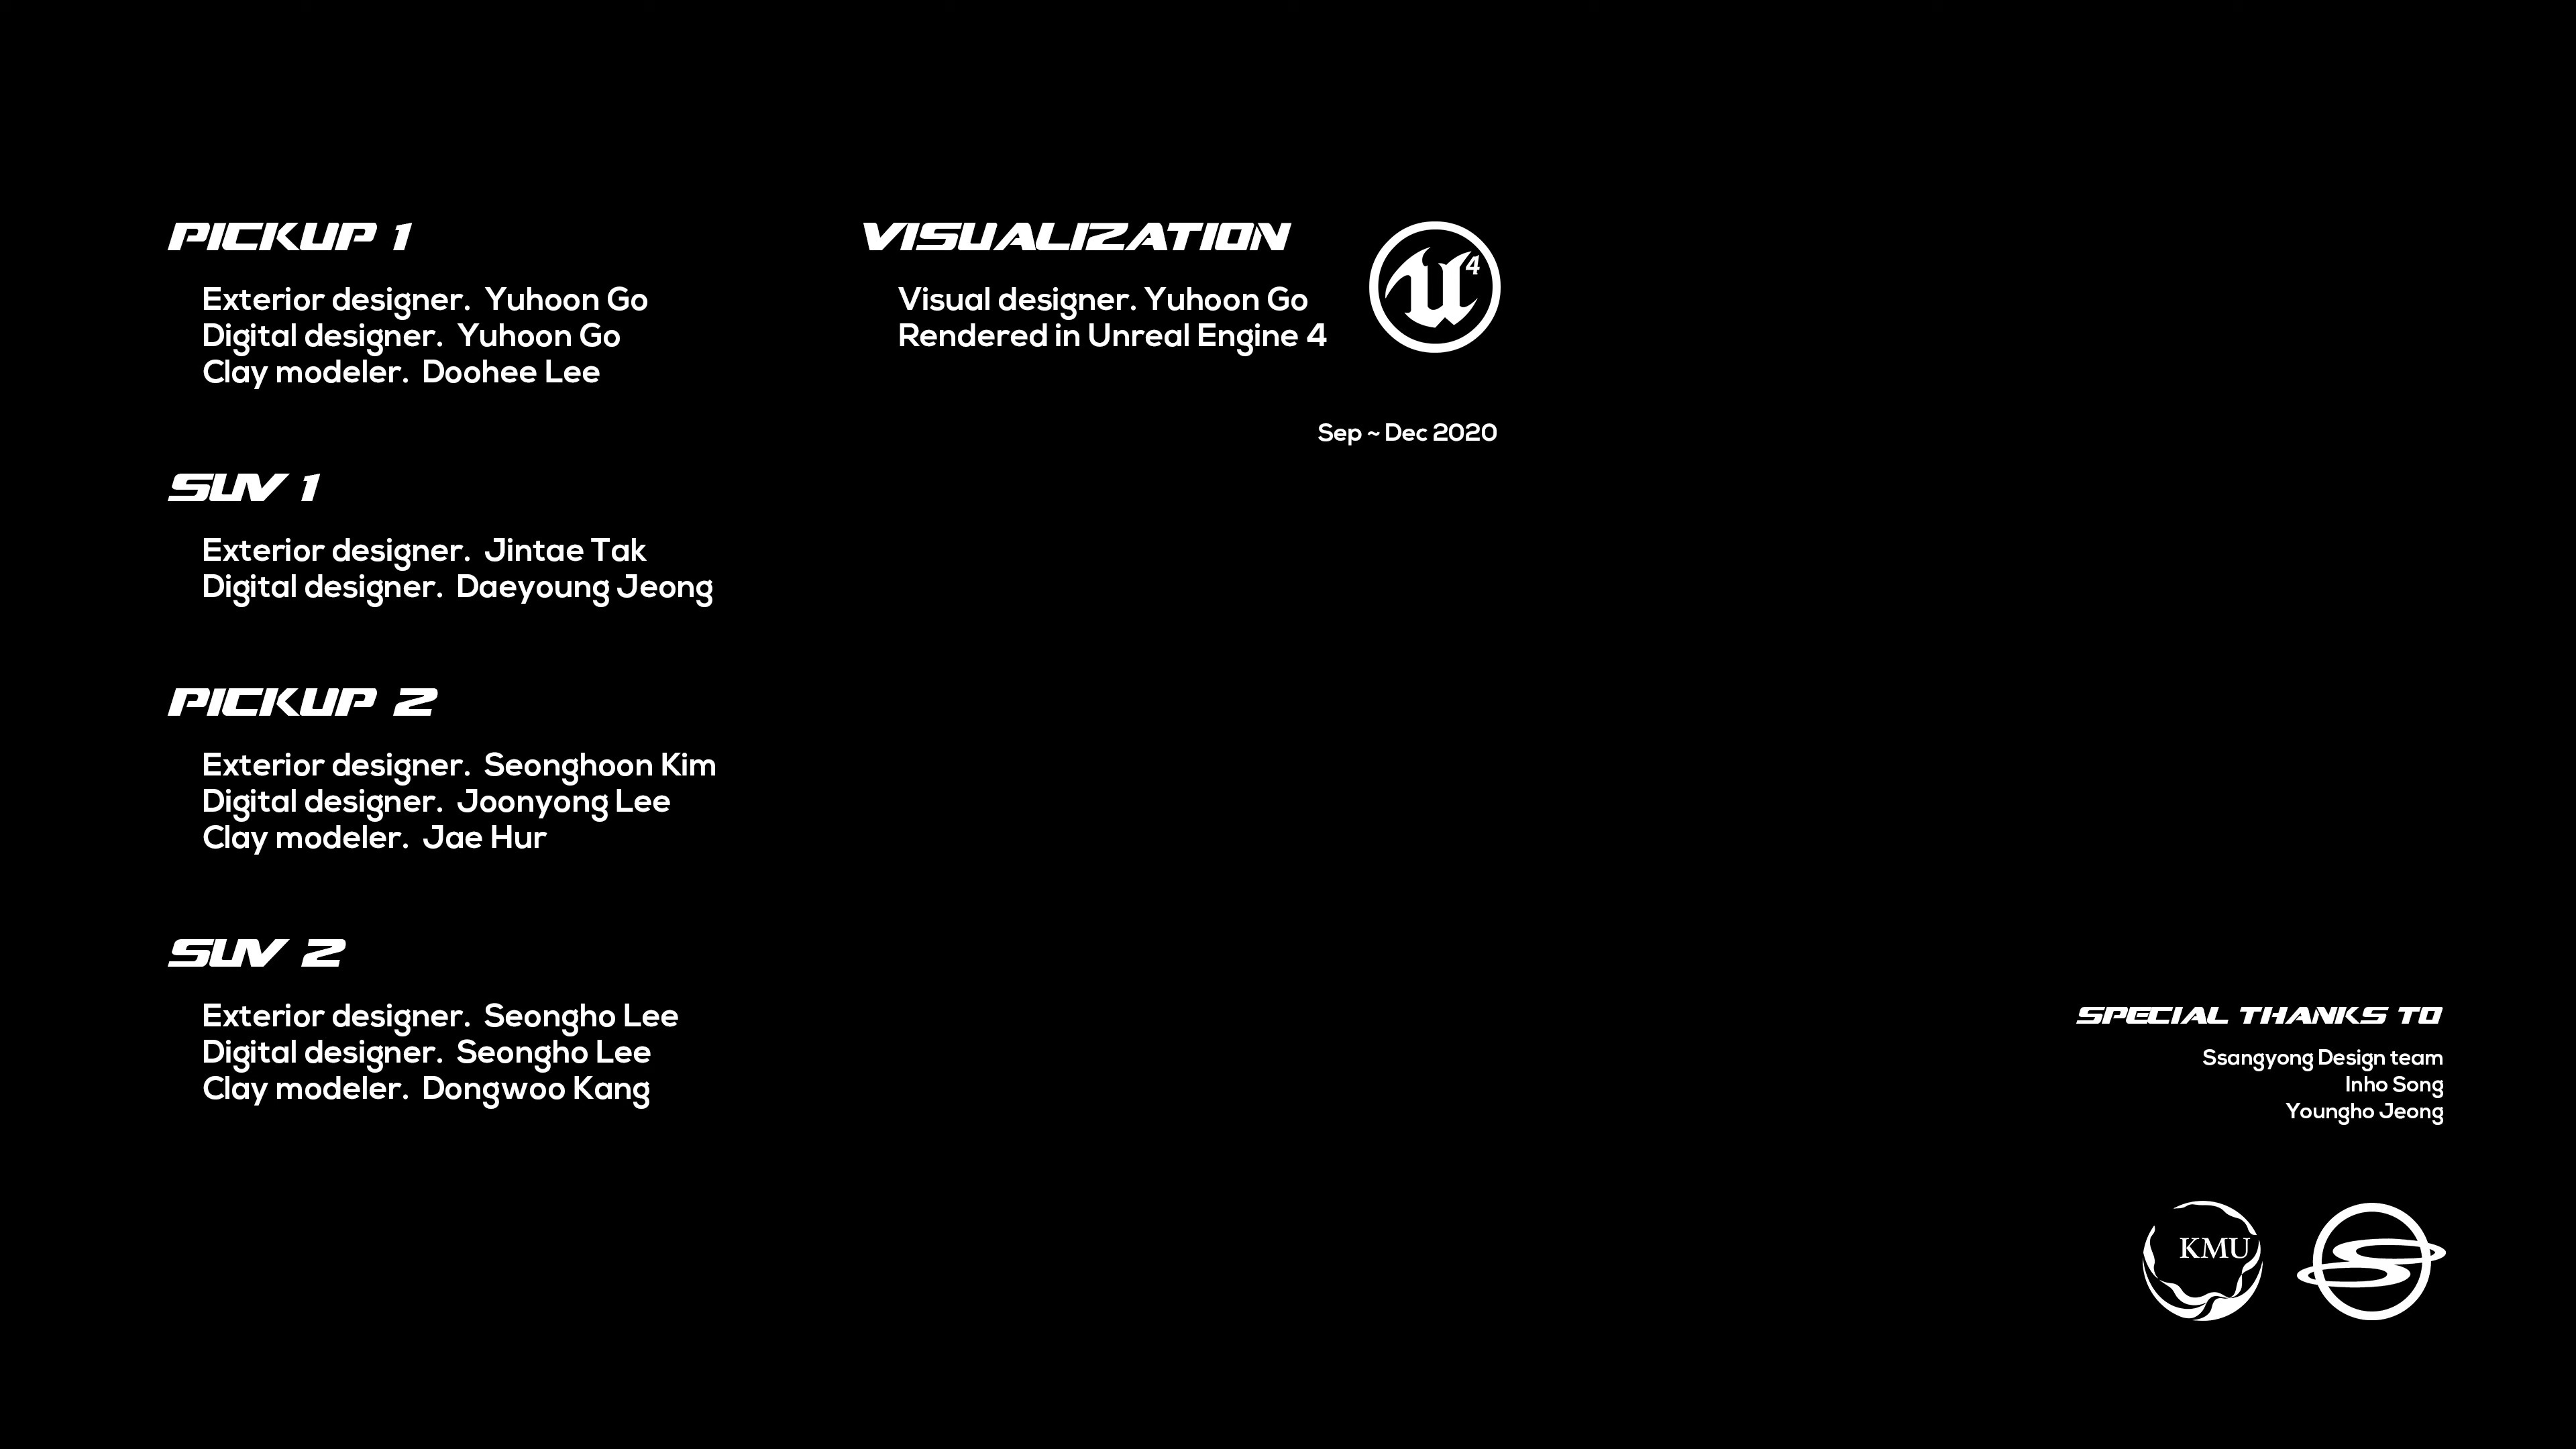 PICKUP 1
Exterior designer. Yuhoon Go
Digital designer. Yuhoon Go
Clay modeler. Doohee Lee
SUV 1
Exterior designer. Jintae Tak
Digital designer. Daeyoung Jeong
PICKUP 2
Exterior designer. Seonghoon Kim
Digital designer. Joonyong Lee
Clay modeler. Jae Hur
SUV 2
Exterior designer. Seongho Lee
Digital designer. Seongho Lee
Clay modeler. Dongwoo Kang
VISUALIZATION
Visual designer. Yuhoon Go
Rendered in Unreal Engine 4
U4
Sep ~ Dec 2020
SPECIAL THANKS TO
Ssangyong Design team
Inho Song
Youngho Jeong
KMU